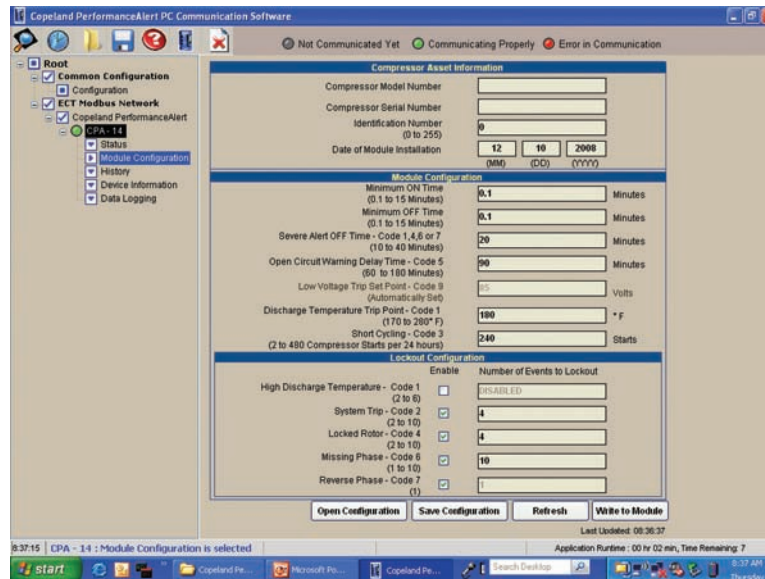 Copeland PerformanceAlert PC Communication Software
Not Communicated Yet Communicating Properly Error in Communication
Root
Common Configuration
Configuration
ECT Modbus Network
Copeland PerformanceAlert
CPA - 14
Status
Module Configuration
History
Device Information
Data Logging
Compressor Asset Information
Compressor Model Number
Compressor Serial Number
Identification Number
(0 to 255)
0
Date of Module Installation
12 10 2008
(MM) (DD) (YYYY)
Module Configuration
Minimum ON Time
(0.1 to 15 Minutes)
0.1 Minutes
Minimum OFF Time
(0.1 to 15 Minutes)
0.1 Minutes
Severe Alert OFF Time - Code 1,4,6 or 7
(10 to 40 Minutes)
20 Minutes
Open Circuit Warning Delay Time - Code 5
(60 to 180 Minutes)
90 Minutes
Low Voltage Trip Set Point - Code 9
(Automatically Set)
85 Volts
Discharge Temperature Trip Point - Code 1
(170 to 280° F)
180 ° F
Short Cycling - Code 3
(2 to 480 Compressor Starts per 24 hours)
240 Starts
Lockout Configuration
Enable Number of Events to Lockout
High Discharge Temperature - Code 1
(2 to 6)
DISABLED
System Trip - Code 2
(2 to 10)
4
Locked Rotor - Code 4
(2 to 10)
4
Missing Phase - Code 6
(1 to 10)
10
Reverse Phase - Code 7
(1)
1
Open Configuration Save Configuration Refresh Write to Module
Last Updated: 08:36:37
8:37:15 CPA - 14 : Module Configuration is selected
Application Runtime : 00 hr 02 min, Time Remaining: 7
start
Copeland Pe...
Microsoft Po...
Copeland Pe...
Search Desktop
8:37 AM
Thursday